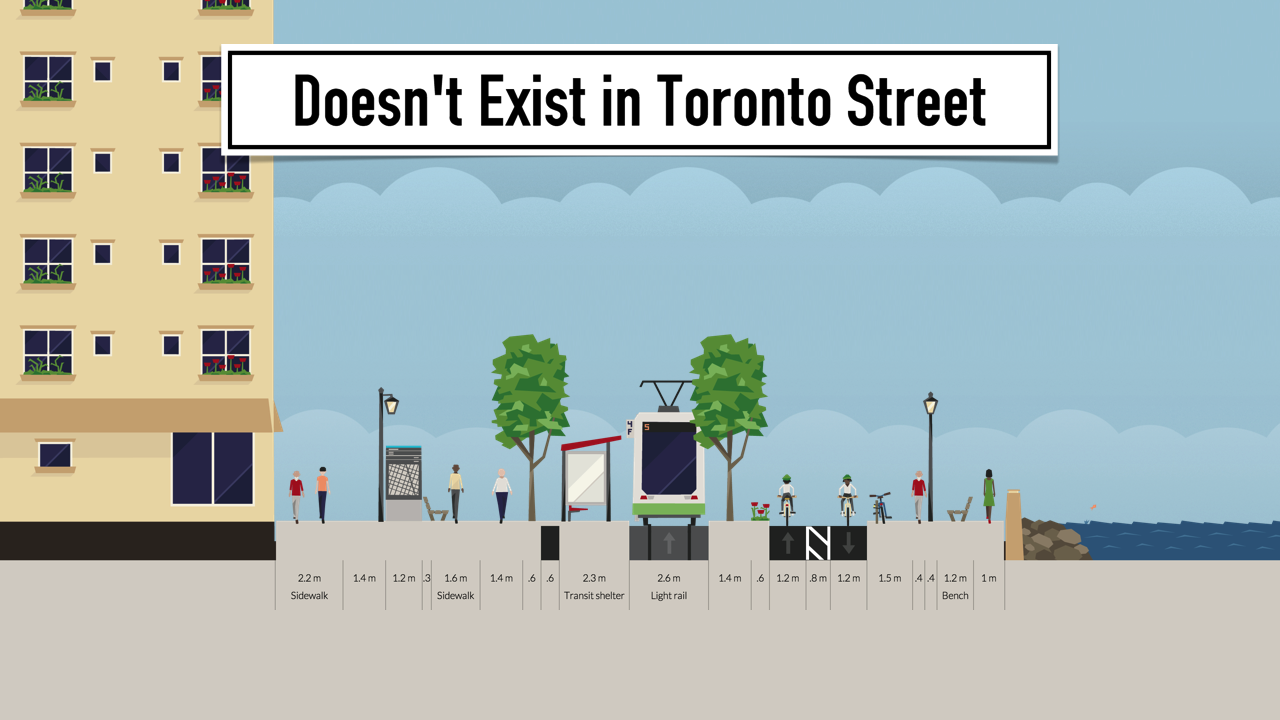 Doesn't Exist in Toronto Street
5
2.2 m
Sidewalk
1.4 m
1.2 m
.3
1.6 m
Sidewalk
1.4 m
.6
.6
2.3 m
Transit shelter
2.6 m
Light rail
1.4 m
.6
1.2 m
.8 m
1.2 m
1.5 m
.4
.4
1.2 m
Bench
1 m